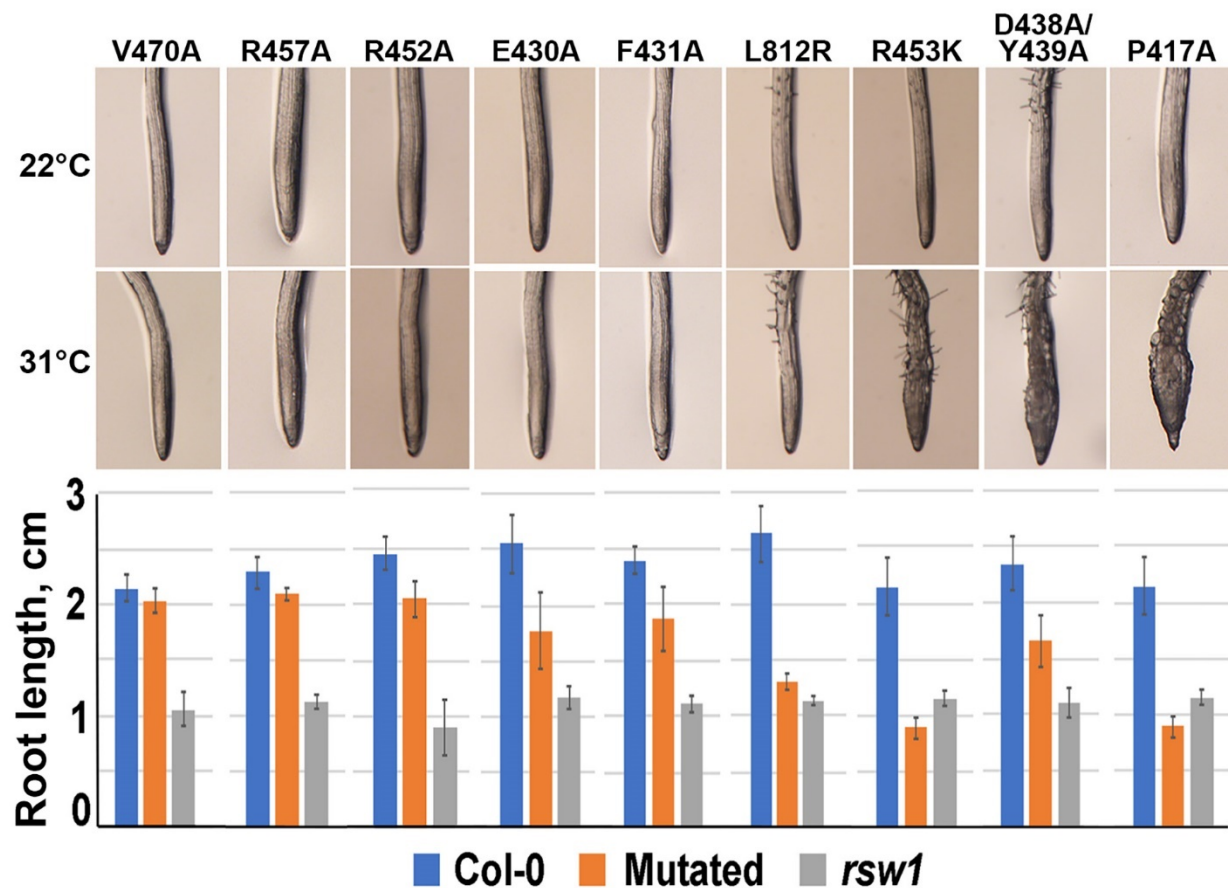 V470A R457A R452A E430A F431A L812R R453K D438A/ P417A
Y439A
22°C
31°C
Root length, cm
3
2
1
0
Col-0 Mutated rsw1